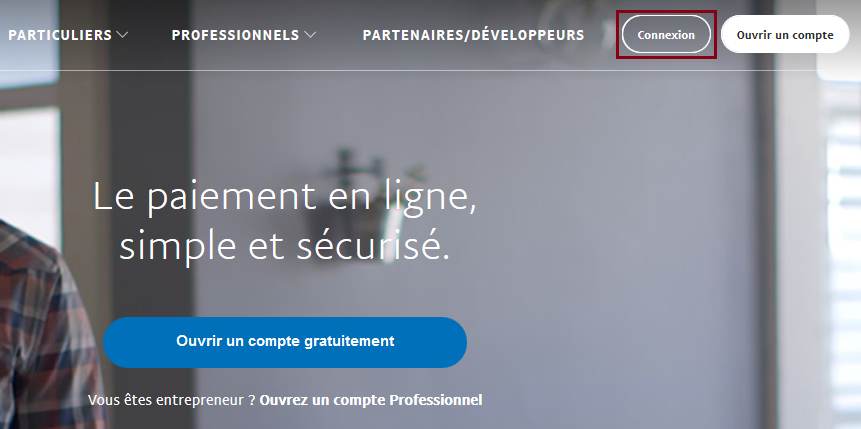 PARTICULIERS
PROFESSIONNELS
PARTENAIRES/DÉVELOPPEURS
Connexion
Ouvrir un compte
Le paiement en ligne,
simple et sécurisé.
Ouvrir un compte gratuitement
Vous êtes entrepreneur ? Ouvrez un compte Professionnel